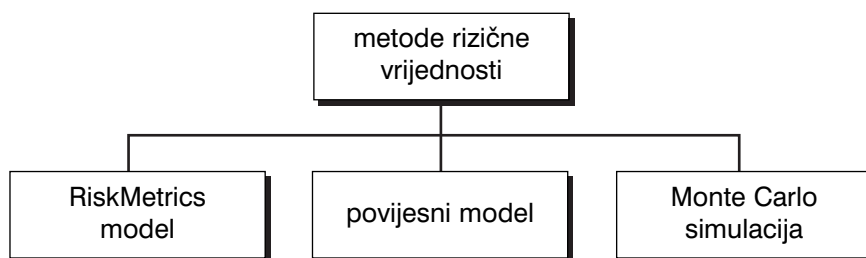 metode rizične
vrijednosti
RiskMetrics
model
povijesni model
Monte Carlo
simulacija